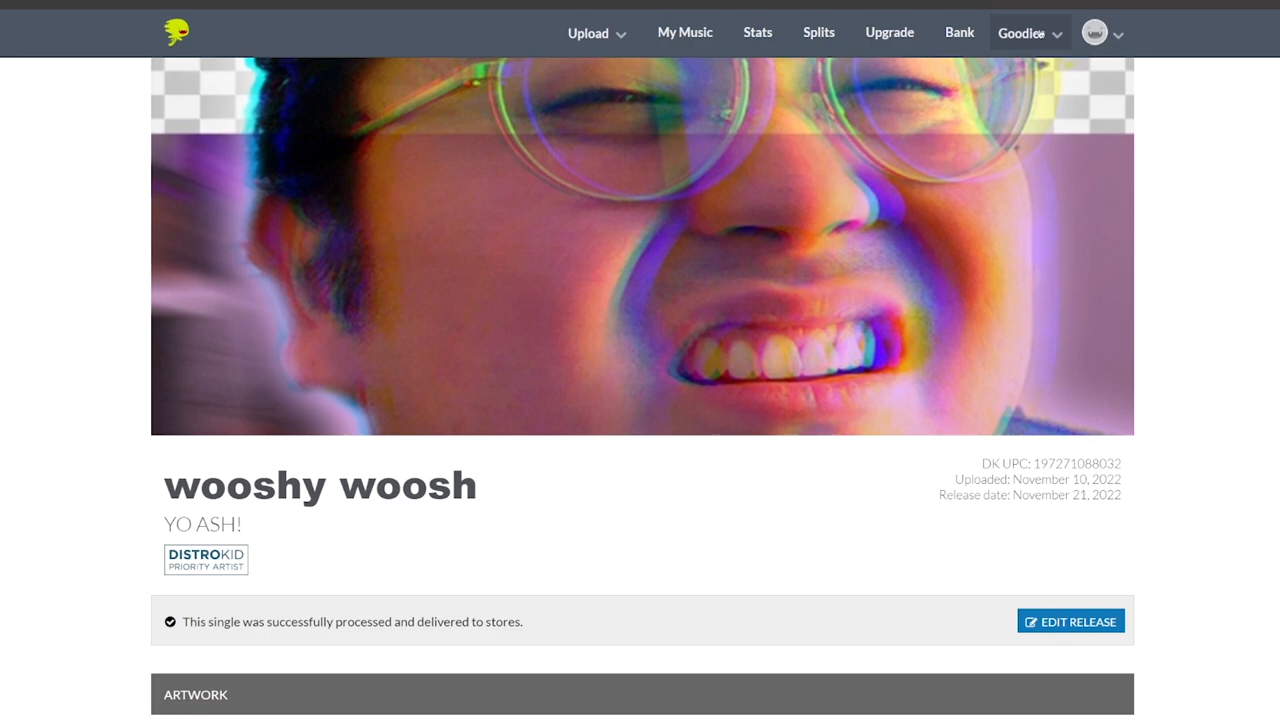 Upload My Music Stats Splits Upgrade Bank Goodies
wooshy woosh
YO ASH!
DISTROKID
PRIORITY ARTIST
DK UPC: 197271088032
Uploaded: November 10, 2022
Release date: November 21, 2022
This single was successfully processed and delivered to stores.
EDIT RELEASE
ARTWORK